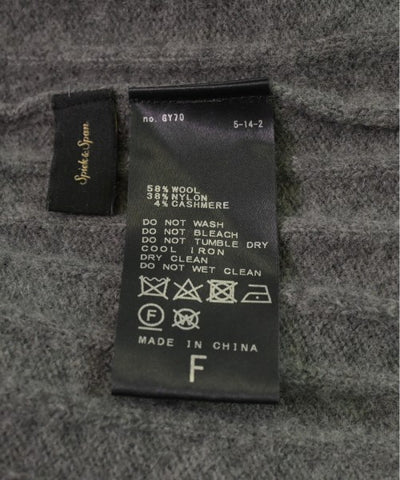 Spick & Span
no. GY70
5-14-2
58% WOOL
38% NYLON
4% CASHMERE
DO NOT WASH
DO NOT BLEACH
DO NOT TUMBLE DRY
COOL IRON
DRY CLEAN
DO NOT WET CLEAN
F W
MADE IN CHINA
F